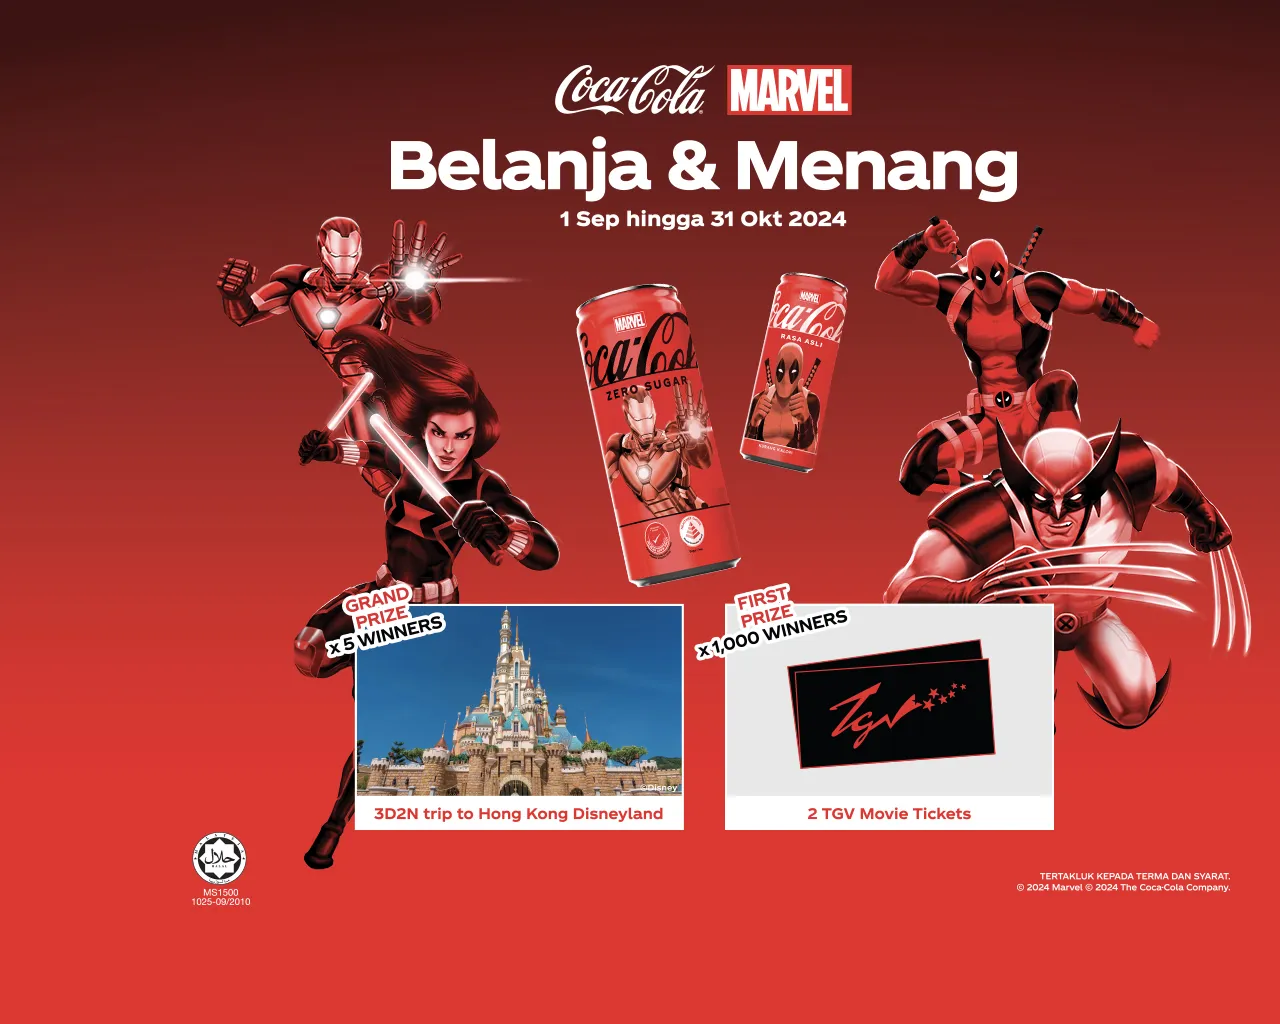 Coca-Cola MARVEL
Belanja & Menang
1 Sep hingga 31 Okt 2024
MARVEL
Coca-Cola
ZERO SUGAR
MARVEL
Coca-Cola
RASA ASLI
GRAND
PRIZE
x 5 WINNERS
©Disney
3D2N trip to Hong Kong Disneyland
FIRST
PRIZE
x 1,000 WINNERS
TGV
2 TGV Movie Tickets
حلال
HALAL
MS1500
1025-09/2010
TERTAKLUK KEPADA TERMA DAN SYARAT.
© 2024 Marvel © 2024 The Coca-Cola Company.